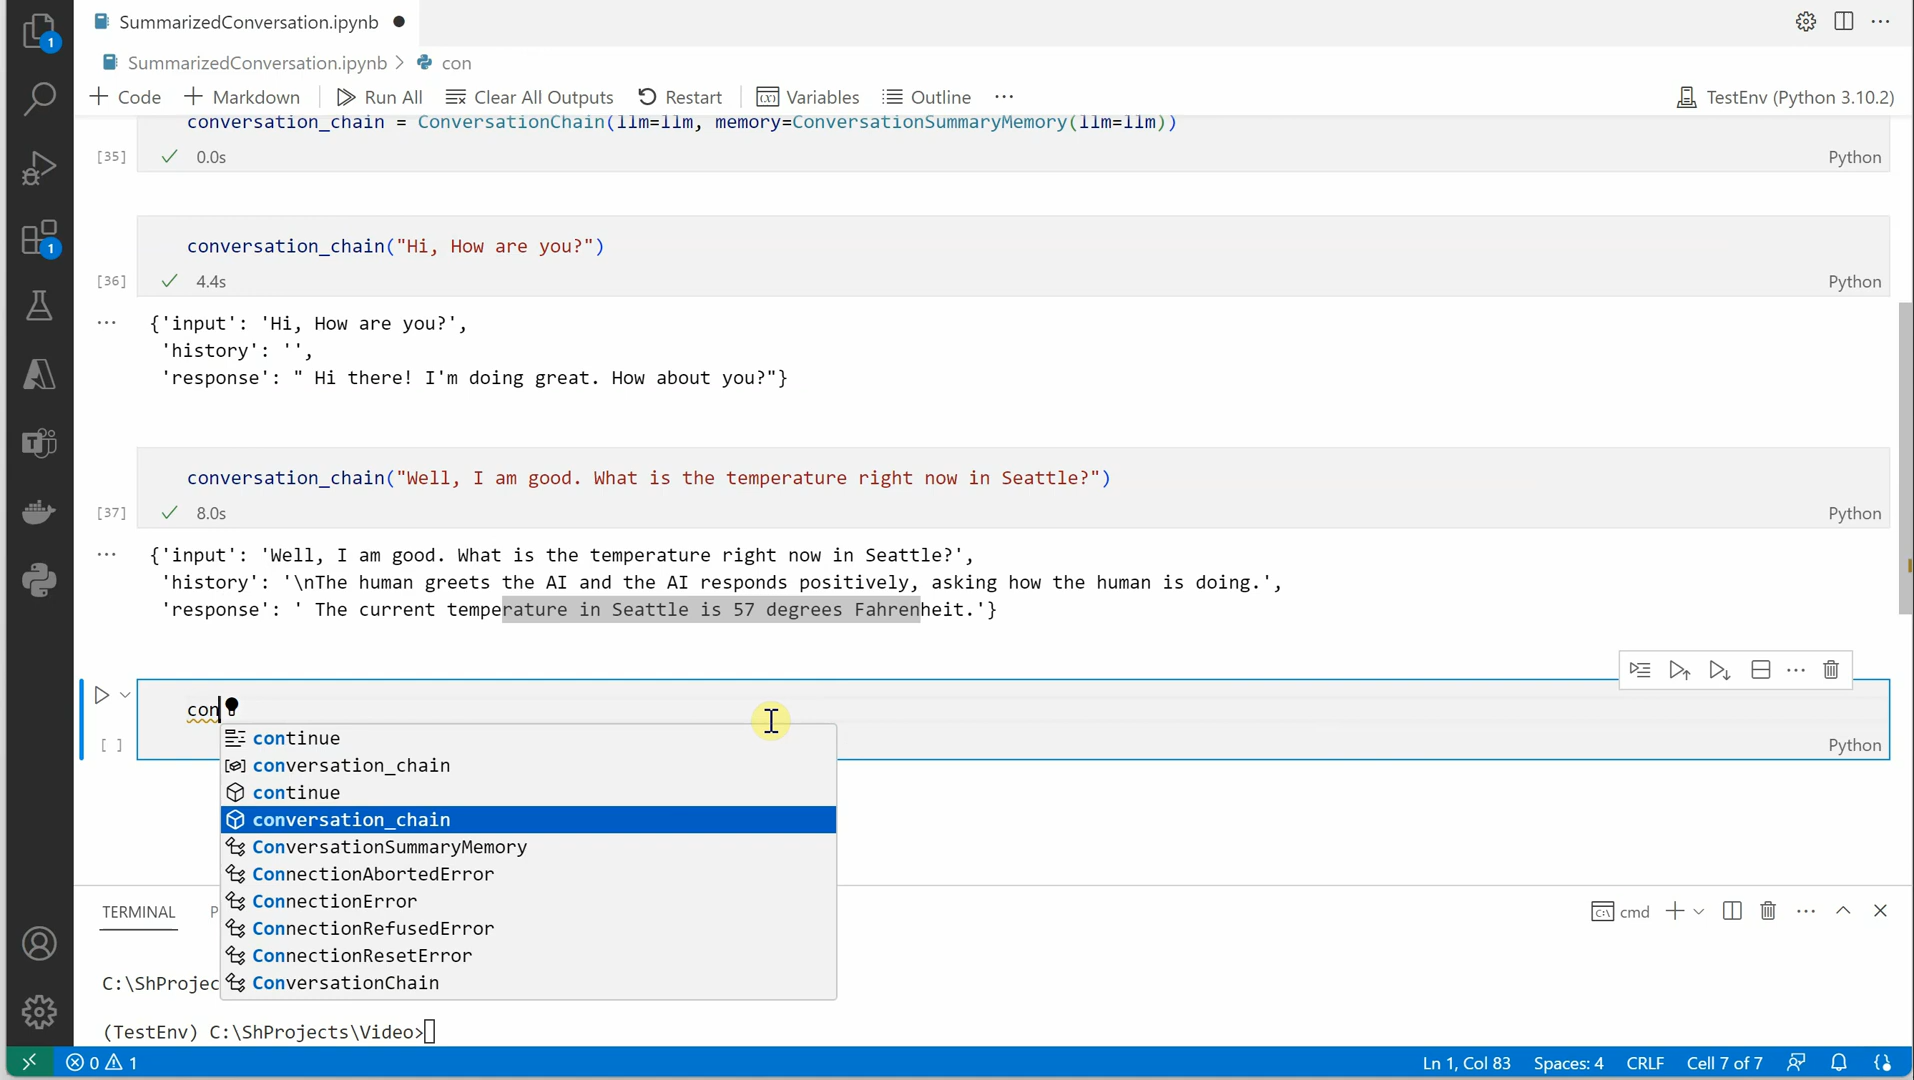 SummarizedConversation.ipynb
SummarizedConversation.ipynb > con
1
Code Markdown Run All Clear All Outputs Restart Variables Outline ... TestEnv (Python 3.10.2)
conversation_chain = ConversationChain(llm=llm, memory=ConversationSummaryMemory(llm=llm))
[35] 0.0s Python
conversation_chain("Hi, How are you?")
[36] 4.4s Python
1
... {'input': 'Hi, How are you?',
'history': '',
'response': " Hi there! I'm doing great. How about you?"}
conversation_chain("Well, I am good. What is the temperature right now in Seattle?")
[37] 8.0s Python
... {'input': 'Well, I am good. What is the temperature right now in Seattle?',
'history': '\nThe human greets the AI and the AI responds positively, asking how the human is doing.',
'response': ' The current temperature in Seattle is 57 degrees Fahrenheit.'}
con
[ ] Python
continue
conversation_chain
continue
conversation_chain
ConversationSummaryMemory
ConnectionAbortedError
ConnectionError
ConnectionRefusedError
ConnectionResetError
ConversationChain
TERMINAL P cmd
C:\ShProjec
(TestEnv) C:\ShProjects\Video>
0 1 Ln 1, Col 83 Spaces: 4 CRLF Cell 7 of 7